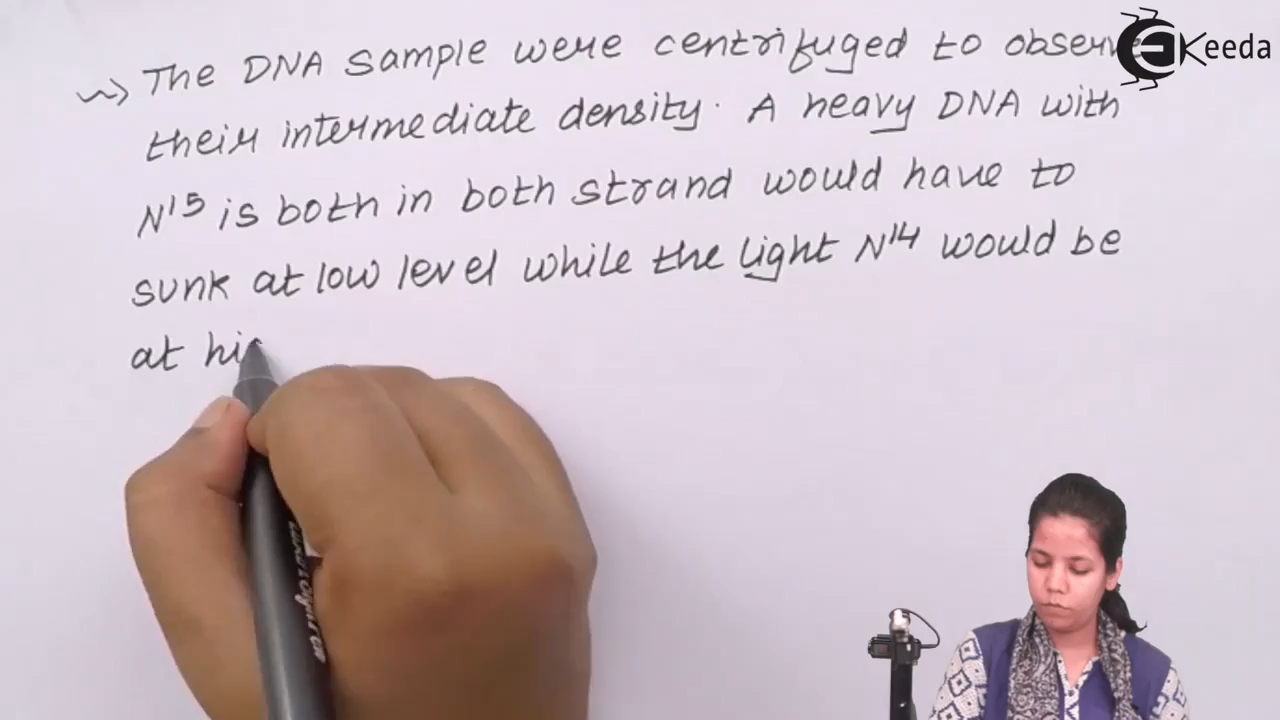 The DNA sample were centrifuged to observe
their intermediate density. A heavy DNA with
N15 is both in both strand would have to
sunk at low level while the light N14 would be
at hi
Keeda